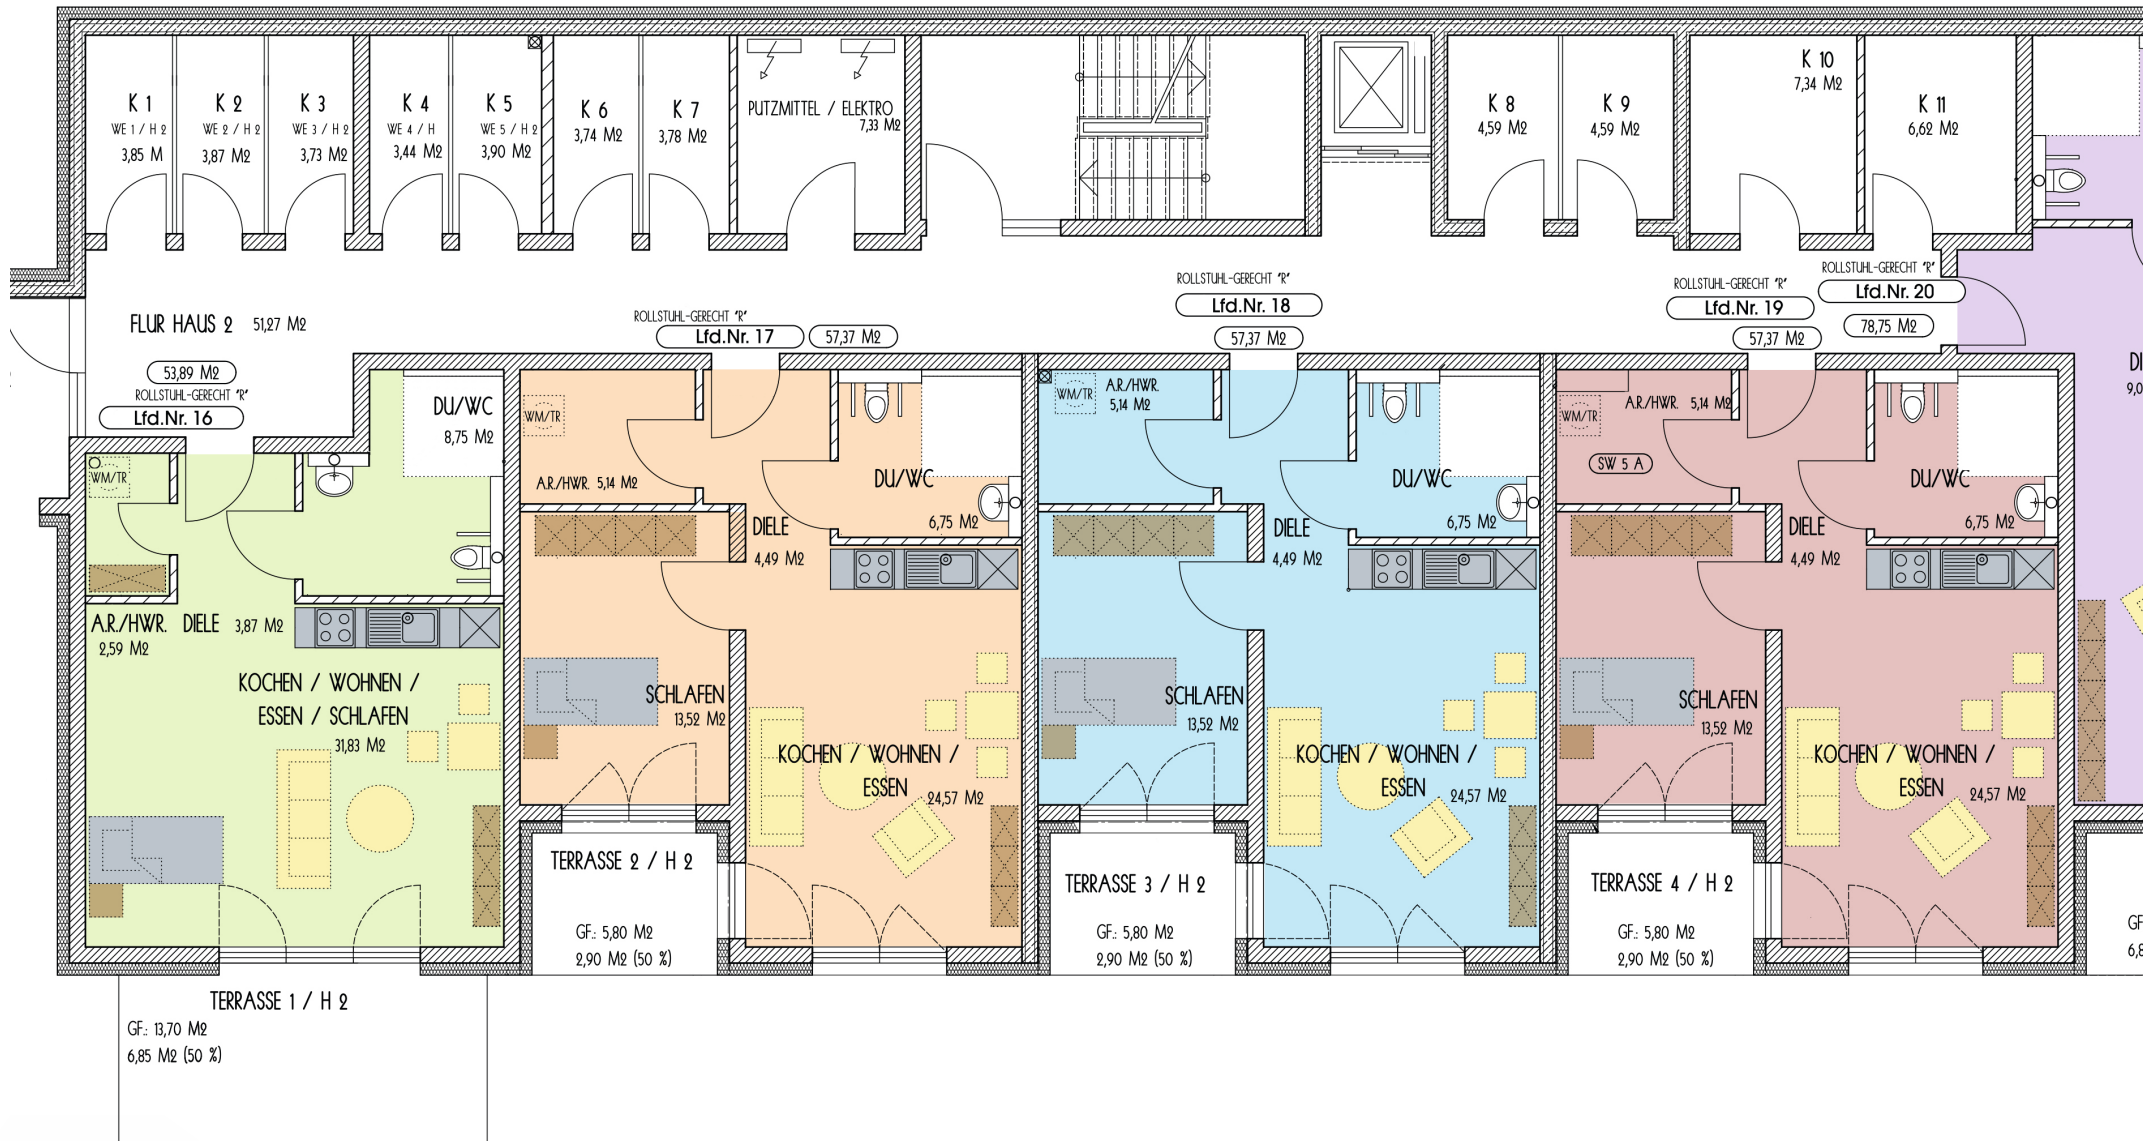 K 1
WE 1 / H 2
3,85 M
K 2
WE 2 / H 2
3,87 M2
K 3
WE 3 / H 2
3,73 M2
K 4
WE 4 / H
3,44 M2
K 5
WE 5 / H 2
3,90 M2
K 6
3,74 M2
K 7
3,78 M2
PUTZMITTEL / ELEKTRO
7,33 M2
K 8
4,59 M2
K 9
4,59 M2
K 10
7,34 M2
K 11
6,62 M2
FLUR HAUS 2 51,27 M2
53,89 M2
ROLLSTUHL-GERECHT "R"
Lfd.Nr. 16
ROLLSTUHL-GERECHT "R"
Lfd.Nr. 17 57,37 M2
ROLLSTUHL-GERECHT "R"
Lfd.Nr. 18
57,37 M2
ROLLSTUHL-GERECHT "R"
Lfd.Nr. 19
57,37 M2
ROLLSTUHL-GERECHT "R"
Lfd.Nr. 20
78,75 M2
DU/WC
8,75 M2
WM/TR
A.R./HWR.
2,59 M2
DIELE 3,87 M2
KOCHEN / WOHNEN /
ESSEN / SCHLAFEN
31,83 M2
TERRASSE 1 / H 2
GF.: 13,70 M2
6,85 M2 (50 %)
WM/TR
A.R./HWR. 5,14 M2
DU/WC
6,75 M2
DIELE
4,49 M2
SCHLAFEN
13,52 M2
KOCHEN / WOHNEN /
ESSEN
24,57 M2
TERRASSE 2 / H 2
GF.: 5,80 M2
2,90 M2 (50 %)
WM/TR
A.R./HWR.
5,14 M2
DU/WC
6,75 M2
DIELE
4,49 M2
SCHLAFEN
13,52 M2
KOCHEN / WOHNEN /
ESSEN
24,57 M2
TERRASSE 3 / H 2
GF.: 5,80 M2
2,90 M2 (50 %)
WM/TR
A.R./HWR. 5,14 M2
SW 5 A
DU/WC
6,75 M2
DIELE
4,49 M2
SCHLAFEN
13,52 M2
KOCHEN / WOHNEN /
ESSEN
24,57 M2
TERRASSE 4 / H 2
GF.: 5,80 M2
2,90 M2 (50 %)
DI
9,0
GF
6,8